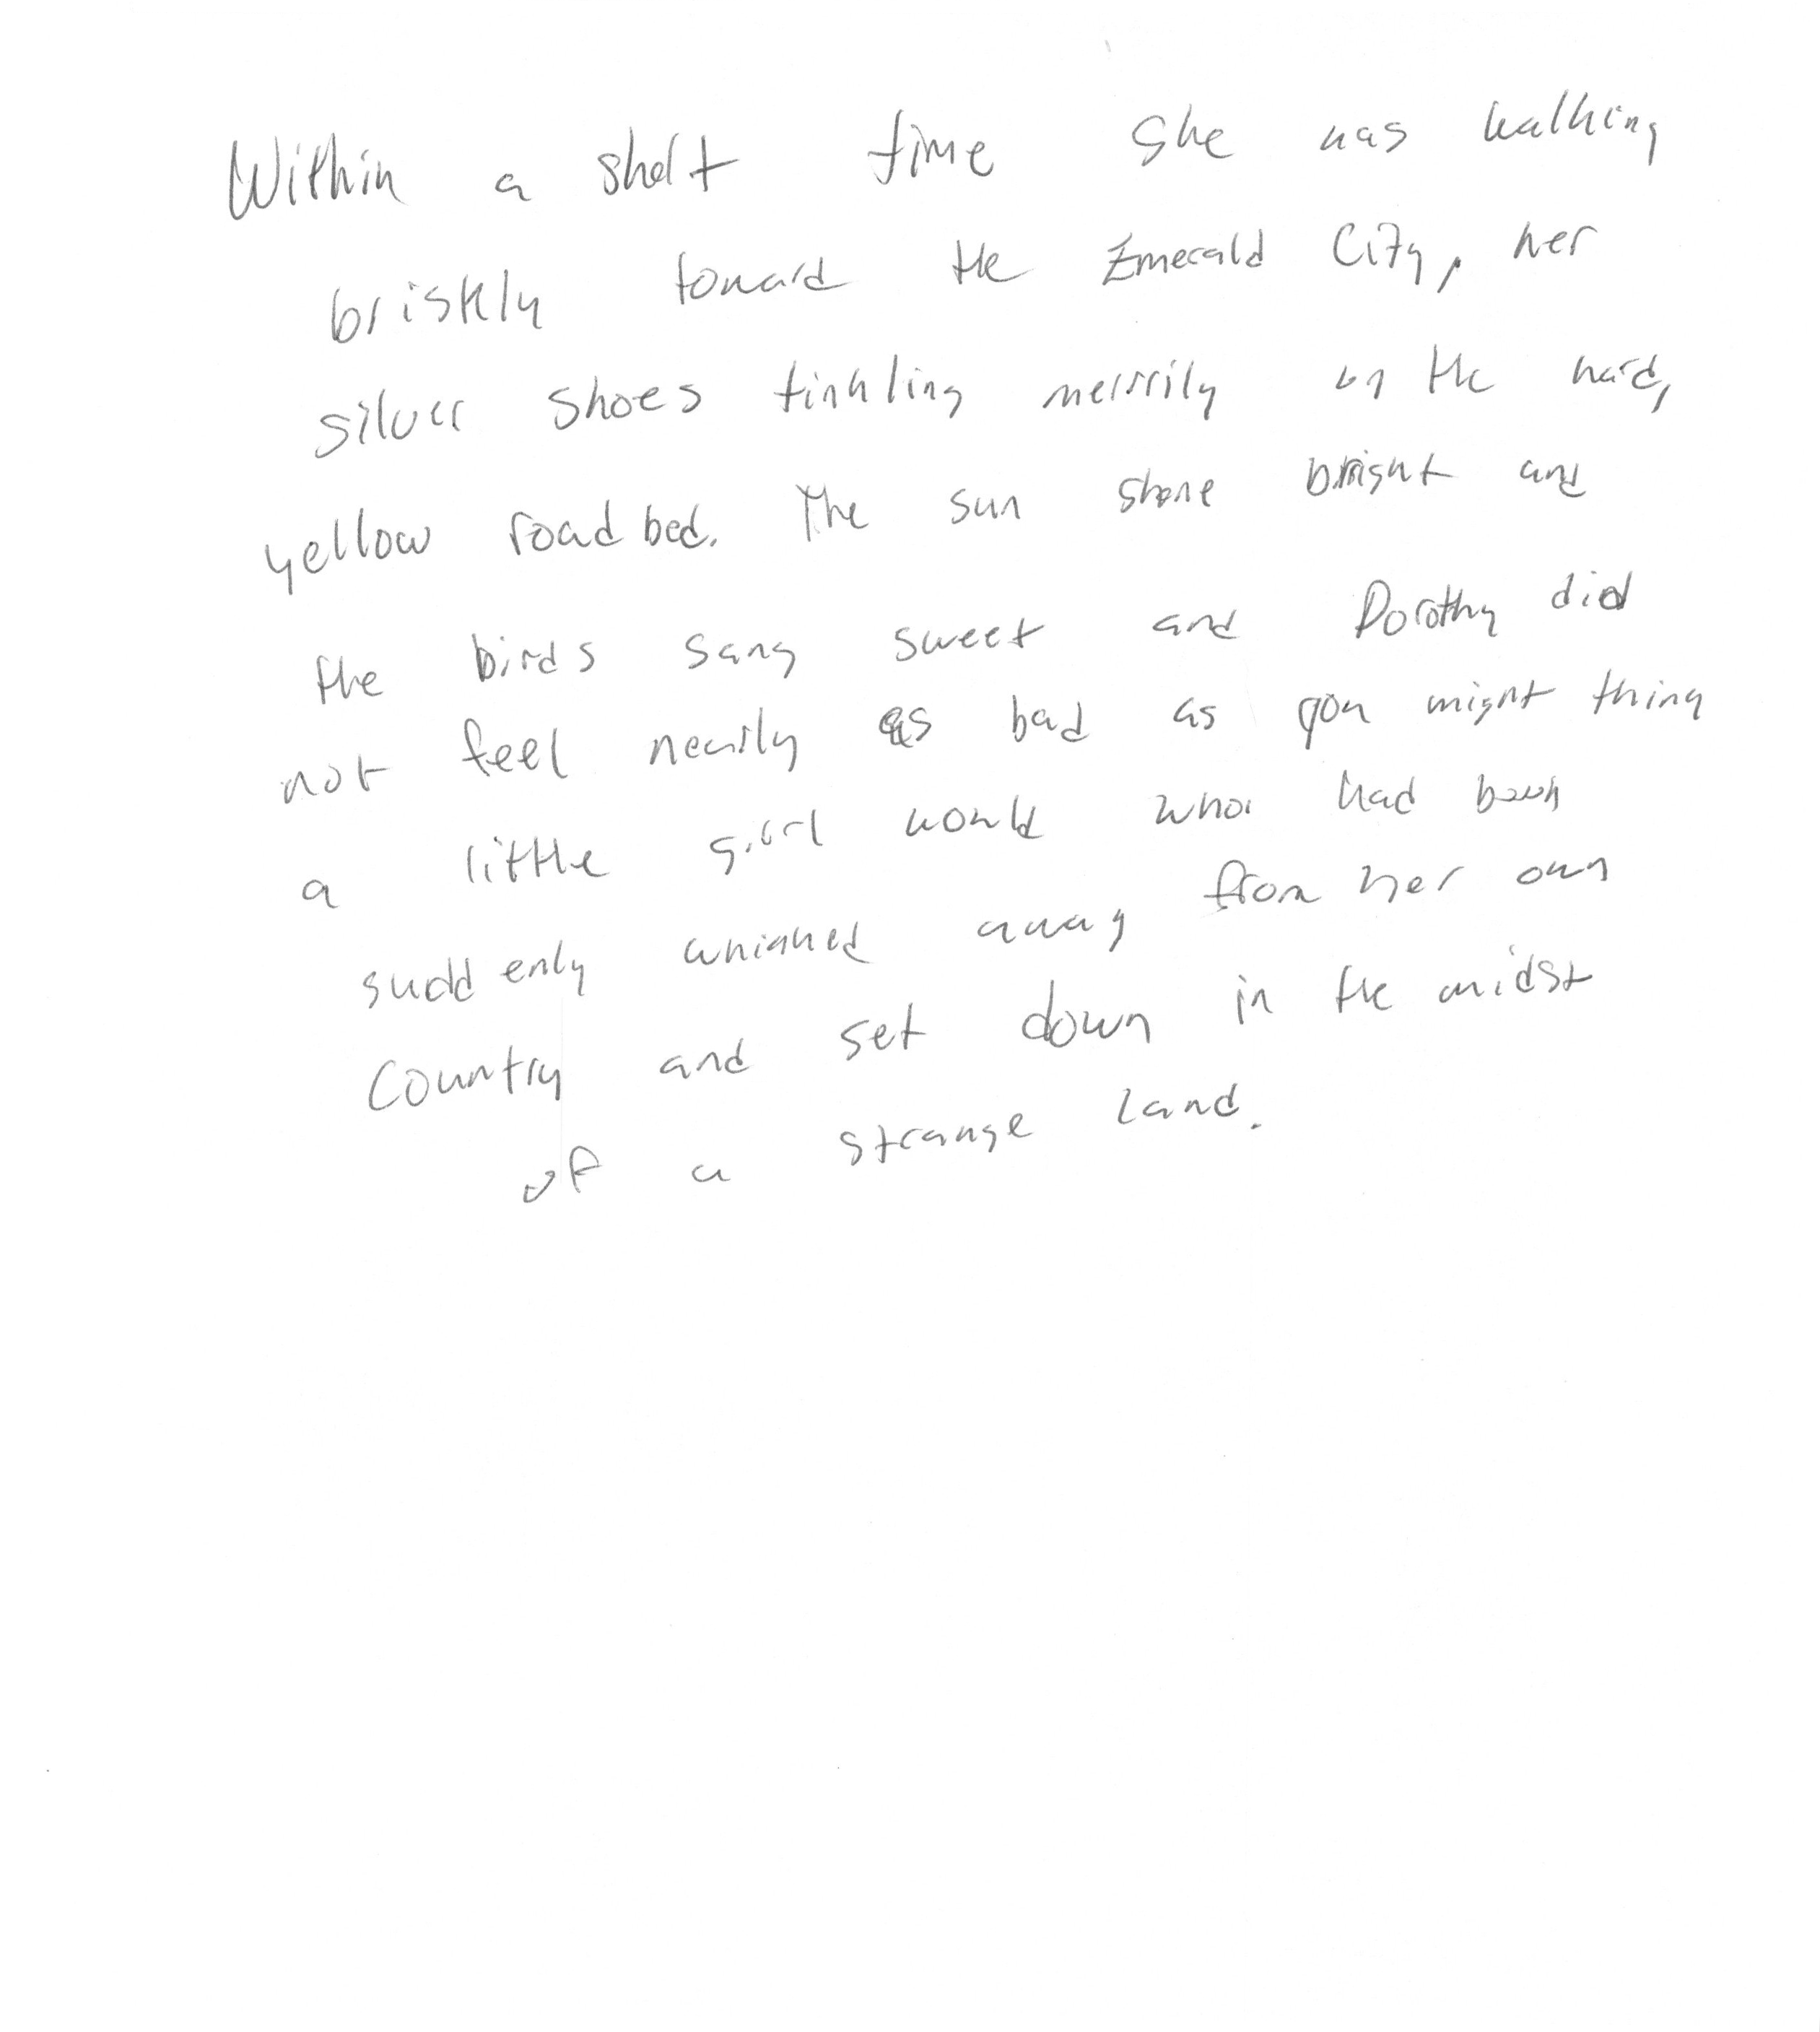 Within a short time she was walking
briskly toward the Emerald City, her
silver shoes tinkling merrily on the hard,
yellow roadbed. The sun shone bright and
the birds sang sweet and Dorothy did
not feel nearly as bad as you might thing
a little girl would who had been
suddenly whisked away from her own
country and set down in the midst
of a strange land.